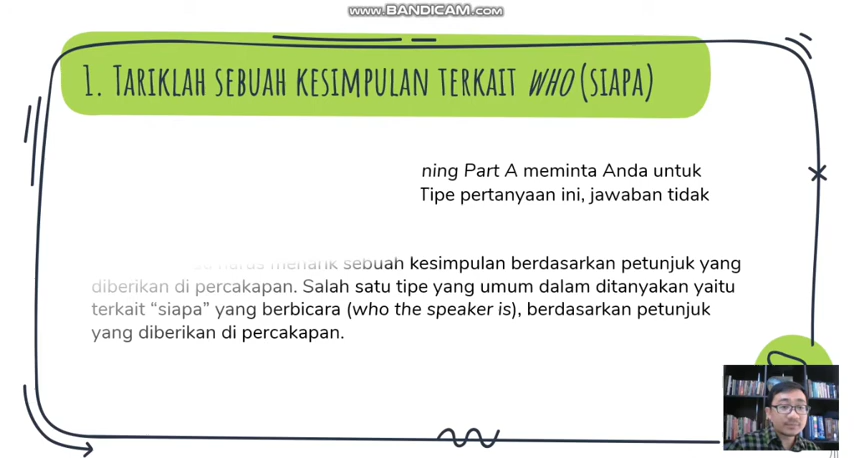 WWW.BANDICAM.COM
1. TARIKLAH SEBUAH KESIMPULAN TERKAIT WHO (SIAPA)
ning Part A meminta Anda untuk
Tipe pertanyaan ini, jawaban tidak
menarik sebuah kesimpulan berdasarkan petunjuk yang
diberikan di percakapan. Salah satu tipe yang umum dalam ditanyakan yaitu
terkait “siapa” yang berbicara (who the speaker is), berdasarkan petunjuk
yang diberikan di percakapan.